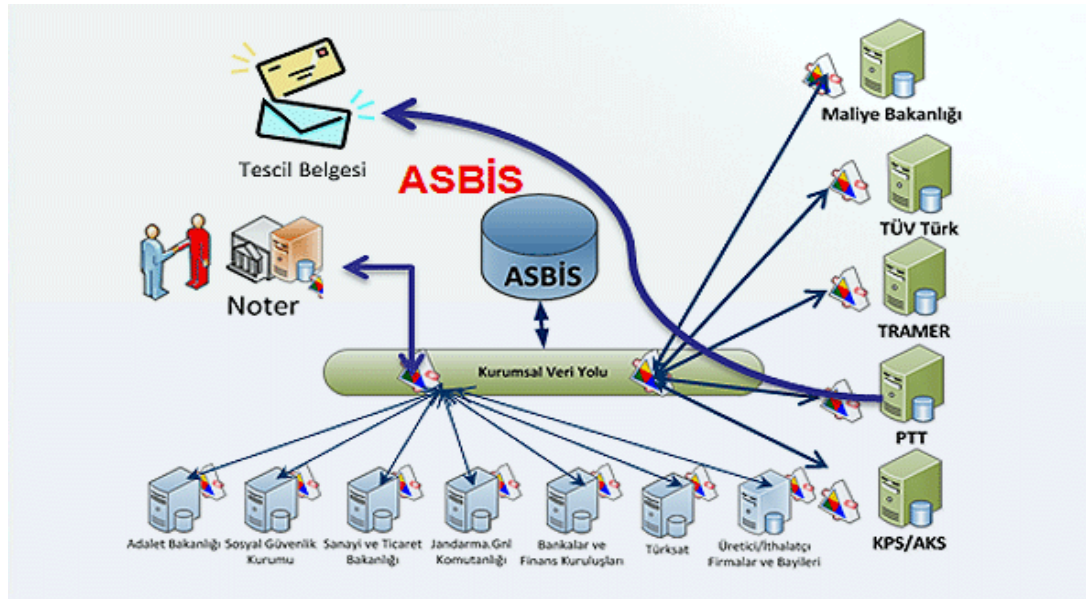 Tescil Belgesi
ASBİS
ASBİS
Noter
Kurumsal Veri Yolu
Maliye Bakanlığı
TÜV Türk
TRAMER
PTT
KPS/AKS
Adalet Bakanlığı
Sosyal Güvenlik
Kurumu
Sanayi ve Ticaret
Bakanlığı
Jandarma.Gnl
Komutanlığı
Bankalar ve
Finans Kuruluşları
Türksat
Üretici/İthalatçı
Firmalar ve Bayileri